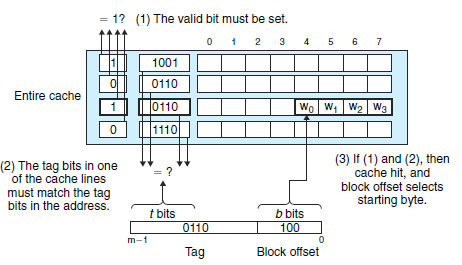 = 1? (1) The valid bit must be set.
0 1 2 3 4 5 6 7
1 1001
0 0110
Entire cache
1 0110 w0 w1 w2 w3
0 1110
(2) The tag bits in one
of the cache lines
must match the tag
bits in the address.
= ?
(3) If (1) and (2), then
cache hit, and
block offset selects
starting byte.
t bits b bits
0110 100
m–1 0
Tag Block offset